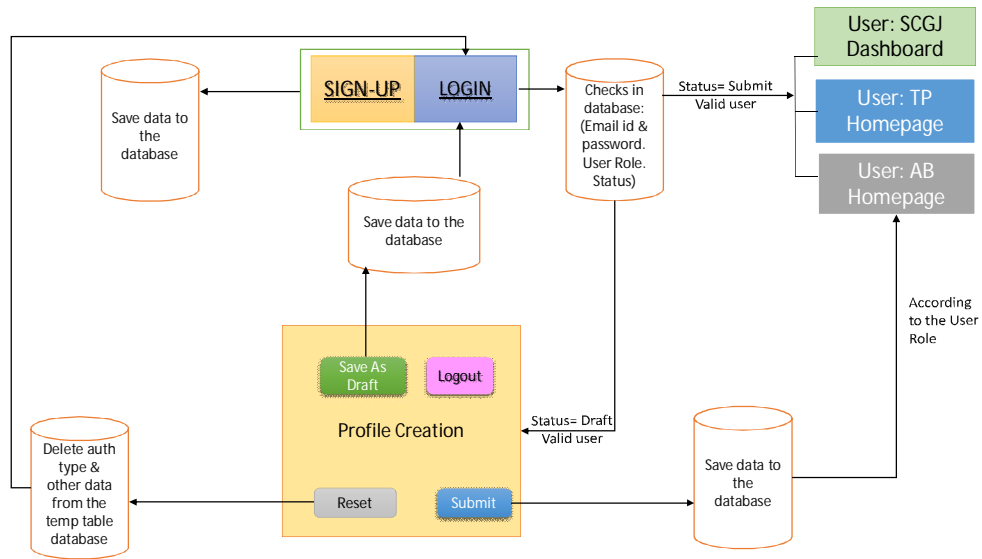 User: SCGJ
Dashboard
SIGN-UP
LOGIN
Save data to
the
database
Checks in
database:
(Email id &
password.
User Role.
Status)
Status= Submit
Valid user
User: TP
Homepage
User: AB
Homepage
Save data to the
database
According
to the User
Role
Save As
Draft
Logout
Profile Creation
Status= Draft
Valid user
Delete auth
type &
other data
from the
temp table
database
Reset
Submit
Save data to
the
database